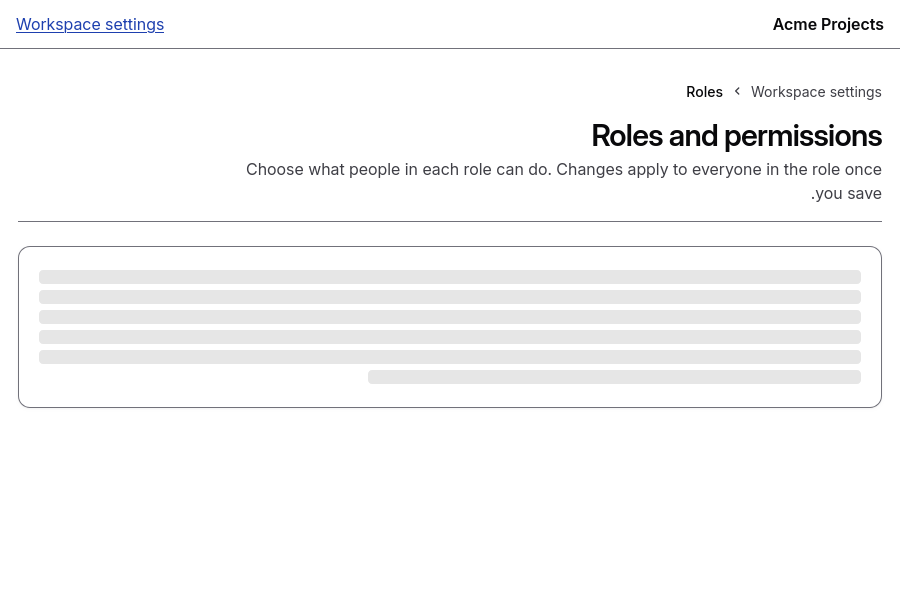 Acme Projects
Workspace settings
Workspace settings
Roles
Roles and permissions
Choose what people in each role can do. Changes apply to everyone in the role once
you save.